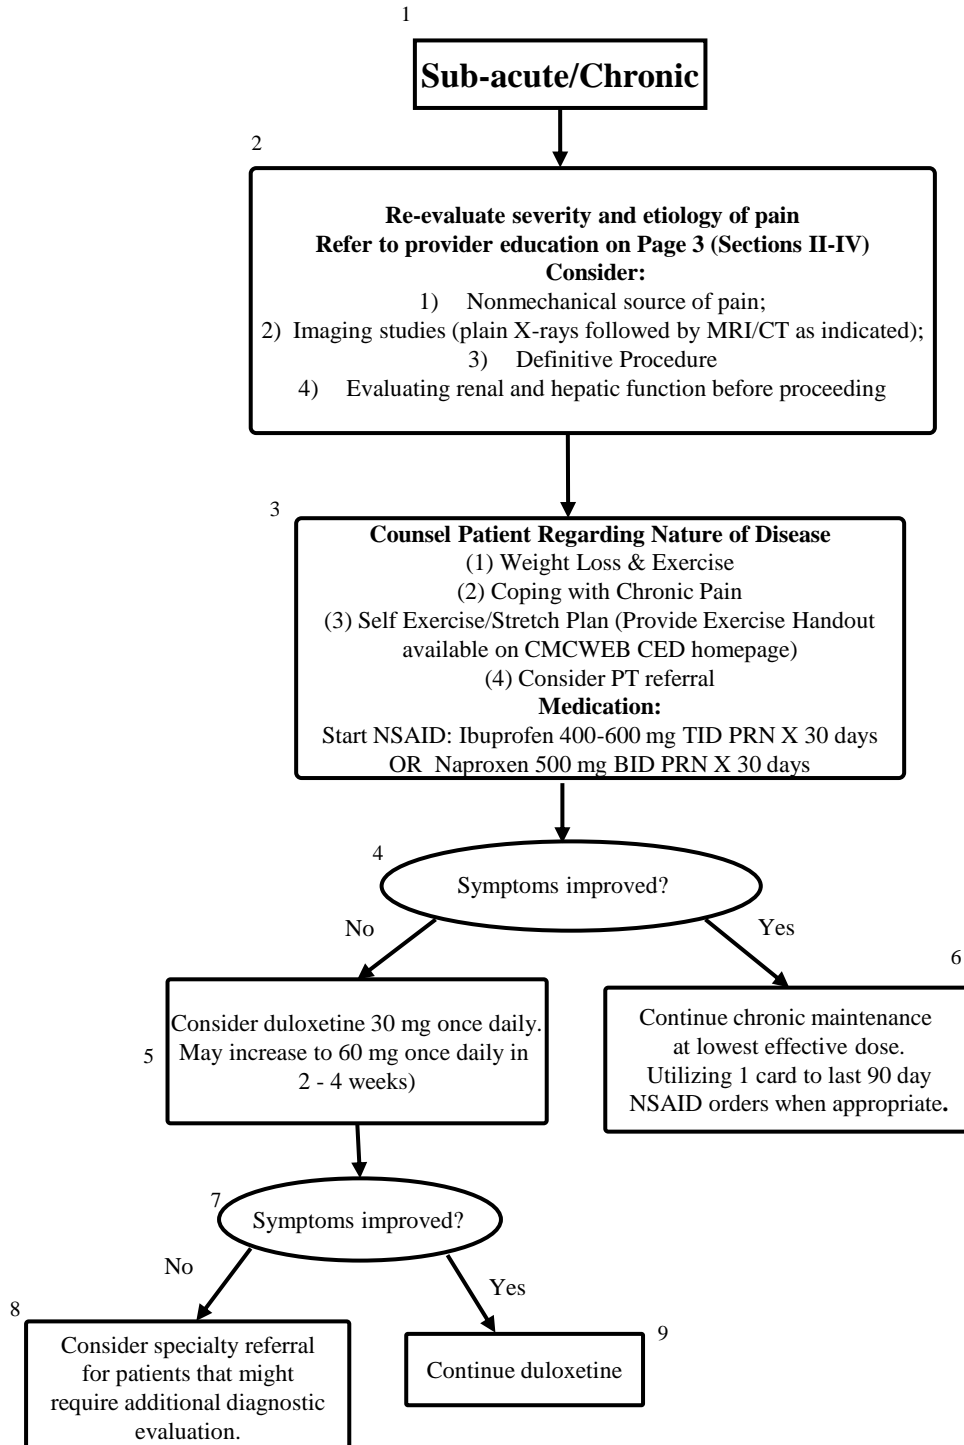 1
Sub-acute/Chronic
2
Re-evaluate severity and etiology of pain
Refer to provider education on Page 3 (Sections II-IV)
Consider:
1) Nonmechanical source of pain;
2) Imaging studies (plain X-rays followed by MRI/CT as indicated);
3) Definitive Procedure
4) Evaluating renal and hepatic function before proceeding
3
Counsel Patient Regarding Nature of Disease
(1) Weight Loss & Exercise
(2) Coping with Chronic Pain
(3) Self Exercise/Stretch Plan (Provide Exercise Handout
available on CMCWEB CED homepage)
(4) Consider PT referral
Medication:
Start NSAID: Ibuprofen 400-600 mg TID PRN X 30 days
OR Naproxen 500 mg BID PRN X 30 days
4
Symptoms improved?
No
Yes
5
Consider duloxetine 30 mg once daily.
May increase to 60 mg once daily in
2 - 4 weeks)
6
Continue chronic maintenance
at lowest effective dose.
Utilizing 1 card to last 90 day
NSAID orders when appropriate.
7
Symptoms improved?
No
Yes
8
Consider specialty referral
for patients that might
require additional diagnostic
evaluation.
9
Continue duloxetine